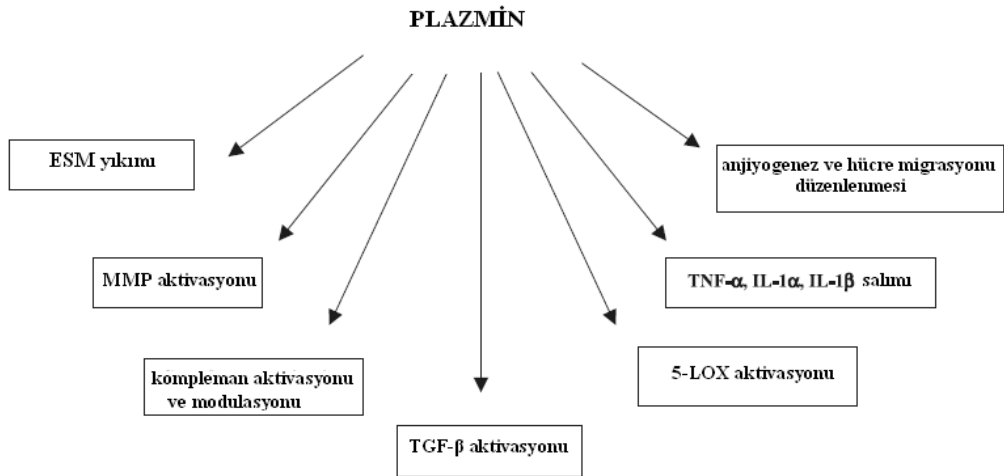 PLAZMİN
ESM yıkımı
anjiyogenez ve hücre migrasyonu
düzenlenmesi
MMP aktivasyonu
TNF-α, IL-1α, IL-1β salımı
kompleman aktivasyonu
ve modulasyonu
5-LOX aktivasyonu
TGF-β aktivasyonu